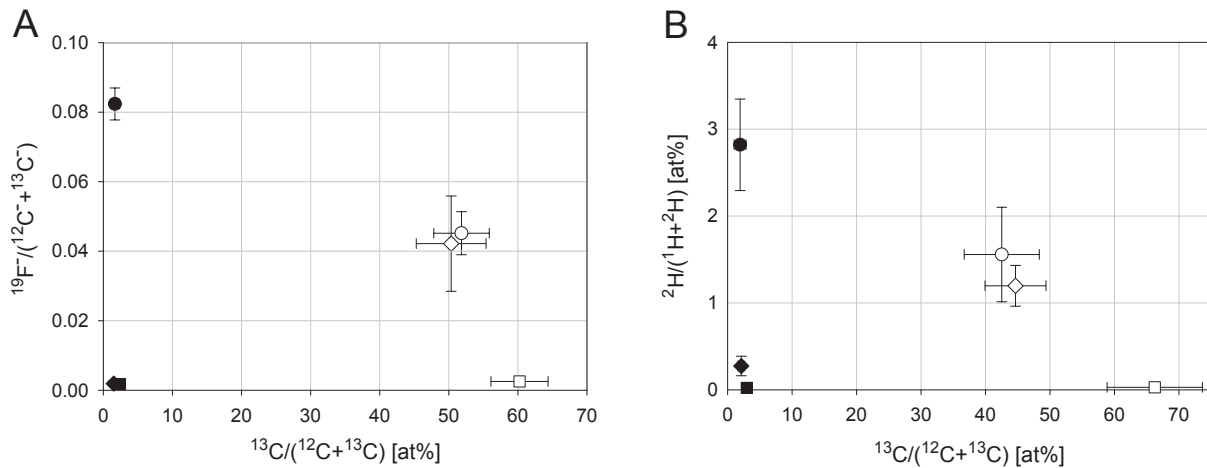 A
0.10
0.08
0.06
0.04
0.02
0.00
¹⁹F⁻/(¹²C⁻+¹³C⁻)
0 10 20 30 40 50 60 70
¹³C/(¹²C+¹³C) [at%]
B
4
3
2
1
0
²H/(¹H+²H) [at%]
0 10 20 30 40 50 60 70
¹³C/(¹²C+¹³C) [at%]